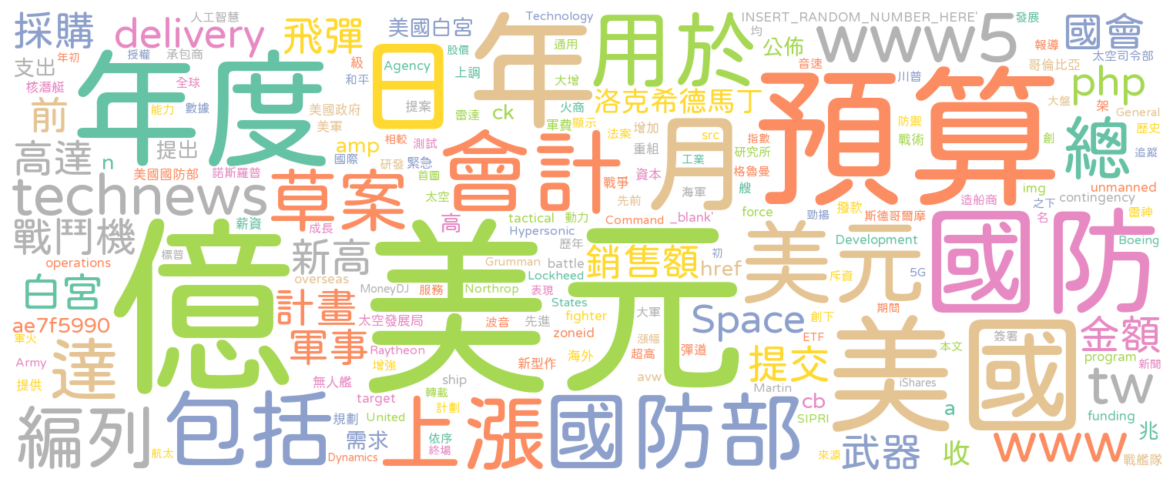 人工智慧
採購
delivery
飛彈
美國白宮
Technology
INSERT_RANDOM_NUMBER_HERE'
發展
年初
授權
承包商
股價
年
通用
用於
均
公佈
www5
國會
報導
支出
級
和平
Agency
上調
大增
音速
哥倫比亞
太空司令部
核潛艇
年度
全球
日
能力
數據
提案
雷達
火商
洛克希德馬丁
川普
大盤
架
php
General
前
美國政府
美軍
ck
軍費
顯示
法案
增加
src
指數
防禦
戰術
創
歷史
提出
amp
相較
測試
重組
工業
研究所
預算
總
追蹤
高達
n
國際
研發
緊急
會計
月
格魯曼
img
之下
unmanned
美國國防部
諾斯羅普
首圖
太空
戰爭
資本
艘
造船商
名
contingency
technews
草案
先前
海軍
撥款
斯德哥爾摩
雷神
戰鬥機
薪資
成長
高
tactical
動力
Command
_blank'
force
勁揚
國防
operations
標普
新高
億
美元
Hypersonic
歷年
銷售額
初
美元
Development
Boeing
overseas
Grumman
battle
href
斥資
5G
白宮
計畫
MoneyDJ
服務
Northrop
Lockheed
表現
States
fighter
大軍
創下
期間
ae7f5990
太空發展局
波音
先進
Space
zoneid
簽署
金額
軍火
達
軍事
漲幅
ETF
本文
美國
Army
增強
Raytheon
新型作
海外
超高
彈道
提交
program
新聞
提供
無人艦
ship
avw
Martin
iShares
tw
編列
包括
target
轉載
計劃
上漲
國防部
cb
a
funding
兆
規劃
需求
United
SIPRI
武器
收
www
航太
Dynamics
依序
終場
來源
戰艦隊